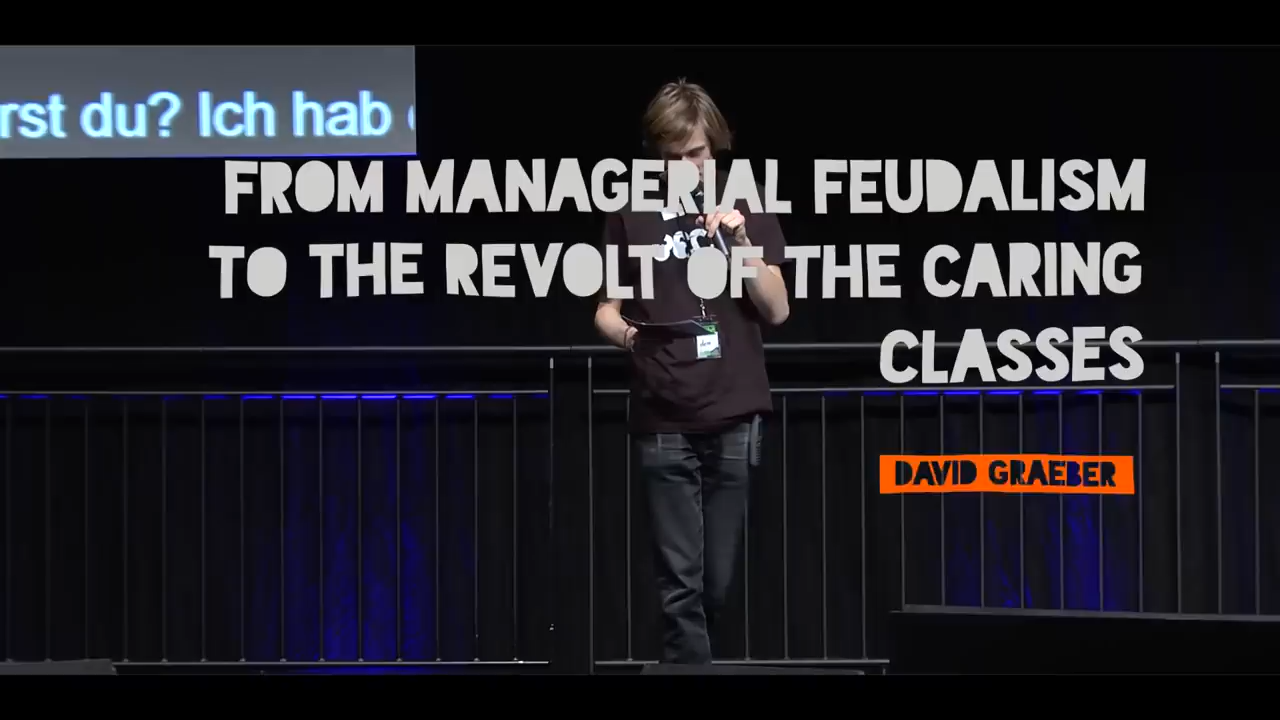 rst du? Ich hab
FROM MANAGERIAL FEUDALISM
TO THE REVOLT OF THE CARING
CLASSES
DAVID GRAEBER